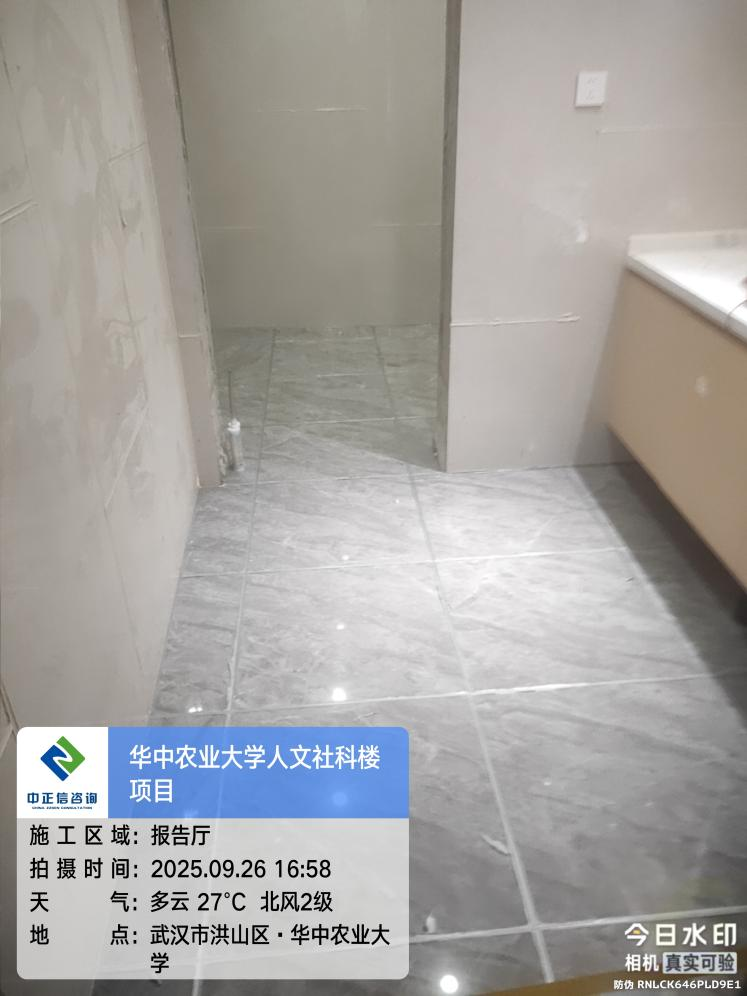 华中农业大学人文社科楼
项目
中正信咨询
CHINA ZZXIN CONSULTATION
施工区域：报告厅
拍摄时间：2025.09.26 16:58
天气：多云 27°C 北风2级
地点：武汉市洪山区·华中农业大
学
今日水印
相机 真实可验
防伪 RNLCK646PLD9E1